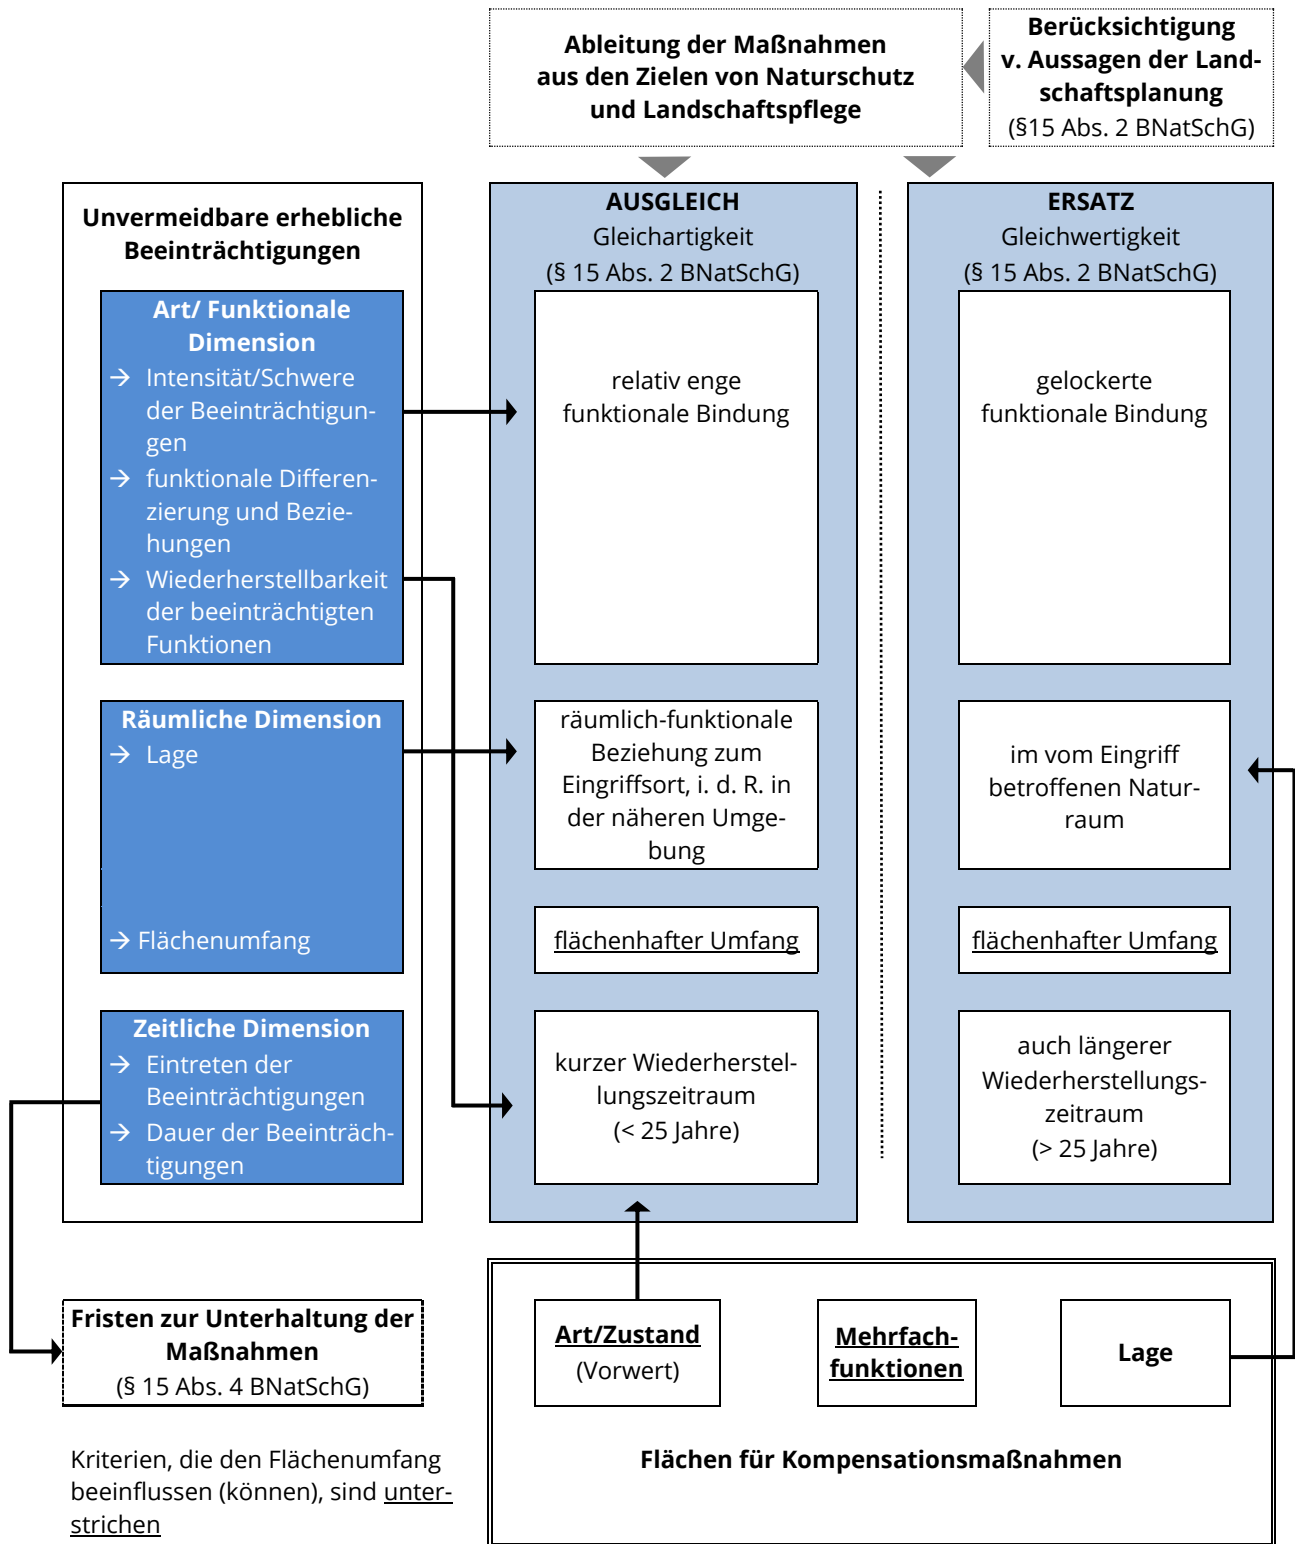 Ableitung der Maßnahmen
aus den Zielen von Naturschutz
und Landschaftspflege
Berücksichtigung
v. Aussagen der Land-
schaftsplanung
(§15 Abs. 2 BNatSchG)
Unvermeidbare erhebliche
Beeinträchtigungen
Art/ Funktionale
Dimension
→ Intensität/Schwere
der Beeinträchtigun-
gen
→ funktionale Differen-
zierung und Bezie-
hungen
→ Wiederherstellbarkeit
der beeinträchtigten
Funktionen
Räumliche Dimension
→ Lage
→ Flächenumfang
Zeitliche Dimension
→ Eintreten der
Beeinträchtigungen
→ Dauer der Beeinträch-
tigungen
AUSGLEICH
Gleichartigkeit
(§ 15 Abs. 2 BNatSchG)
relativ enge
funktionale Bindung
räumlich-funktionale
Beziehung zum
Eingriffsort, i. d. R. in
der näheren Umge-
bung
flächenhafter Umfang
kurzer Wiederherstel-
lungszeitraum
(< 25 Jahre)
ERSATZ
Gleichwertigkeit
(§ 15 Abs. 2 BNatSchG)
gelockerte
funktionale Bindung
im vom Eingriff
betroffenen Natur-
raum
flächenhafter Umfang
auch längerer
Wiederherstellungs-
zeitraum
(> 25 Jahre)
Fristen zur Unterhaltung der
Maßnahmen
(§ 15 Abs. 4 BNatSchG)
Art/Zustand
(Vorwert)
Mehrfach-
funktionen
Lage
Flächen für Kompensationsmaßnahmen
Kriterien, die den Flächenumfang
beeinflussen (können), sind unter-
strichen